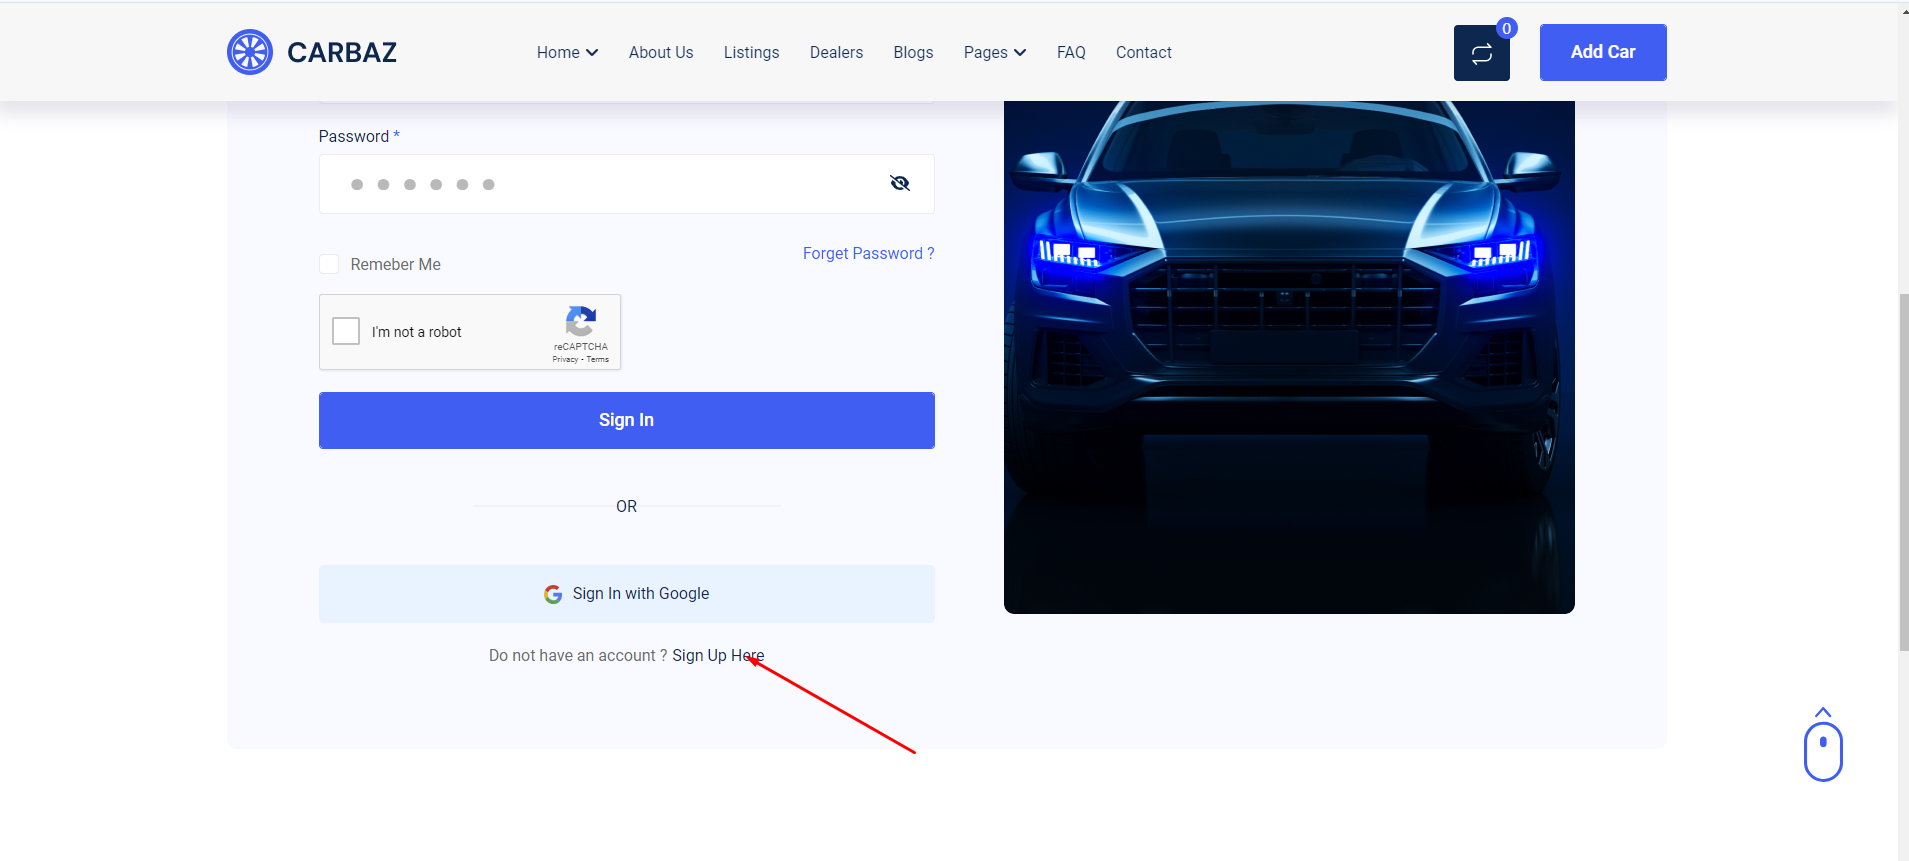 CARBAZ
Home About Us Listings Dealers Blogs Pages FAQ Contact
0
Add Car
Password *
Remeber Me
Forget Password ?
I'm not a robot
reCAPTCHA
Privacy - Terms
Sign In
OR
Sign In with Google
Do not have an account ? Sign Up Here